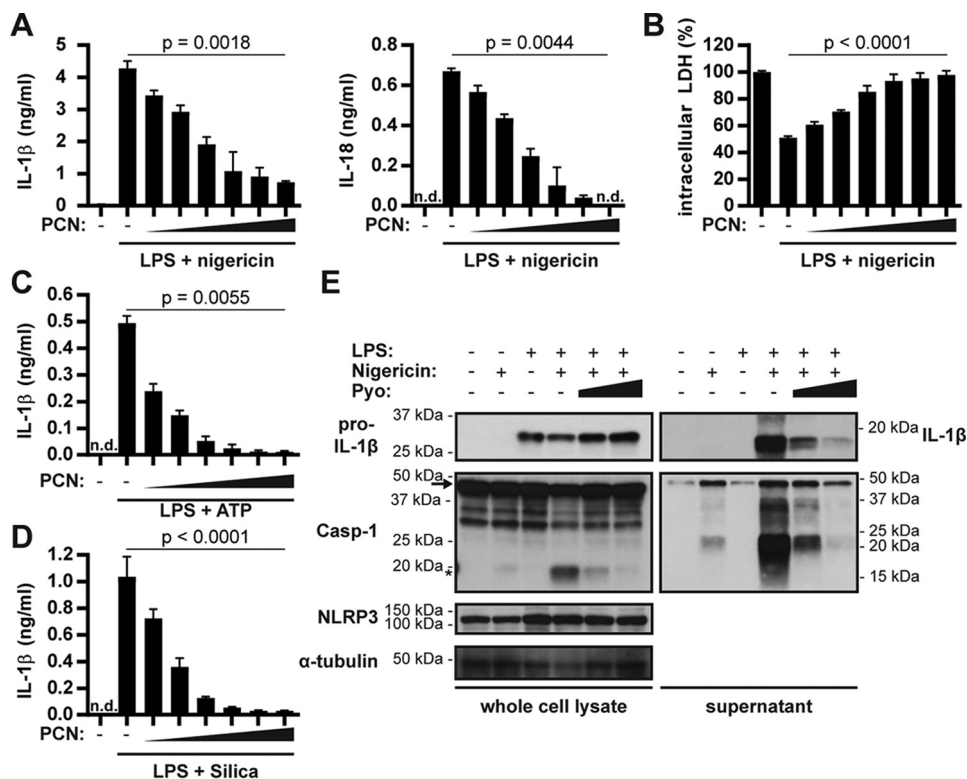 A
p = 0.0018
IL-1β (ng/ml)
5
4
3
2
1
0
PCN:
- -
LPS + nigericin
p = 0.0044
IL-18 (ng/ml)
0.8
0.6
0.4
0.2
0.0
n.d. n.d.
PCN:
- -
LPS + nigericin
B
p < 0.0001
intracellular LDH (%)
120
100
80
60
40
20
0
PCN:
- -
LPS + nigericin
C
p = 0.0055
IL-1β (ng/ml)
0.6
0.5
0.4
0.3
0.2
0.1
0.0
n.d.
PCN:
- -
LPS + ATP
D
p < 0.0001
IL-1β (ng/ml)
1.2
1.0
0.8
0.6
0.4
0.2
0.0
n.d.
PCN:
- -
LPS + Silica
E
LPS: - - + + + + - - + + + +
Nigericin: - + - + + + - + - + + +
Pyo: - - - - - - - -
pro-
IL-1β
37 kDa -
25 kDa -
- 20 kDa
IL-1β
Casp-1
50 kDa -
37 kDa -
25 kDa -
20 kDa -
*
- 50 kDa
- 37 kDa
- 25 kDa
- 20 kDa
- 15 kDa
NLRP3
150 kDa -
100 kDa -
α-tubulin
50 kDa -
whole cell lysate
supernatant